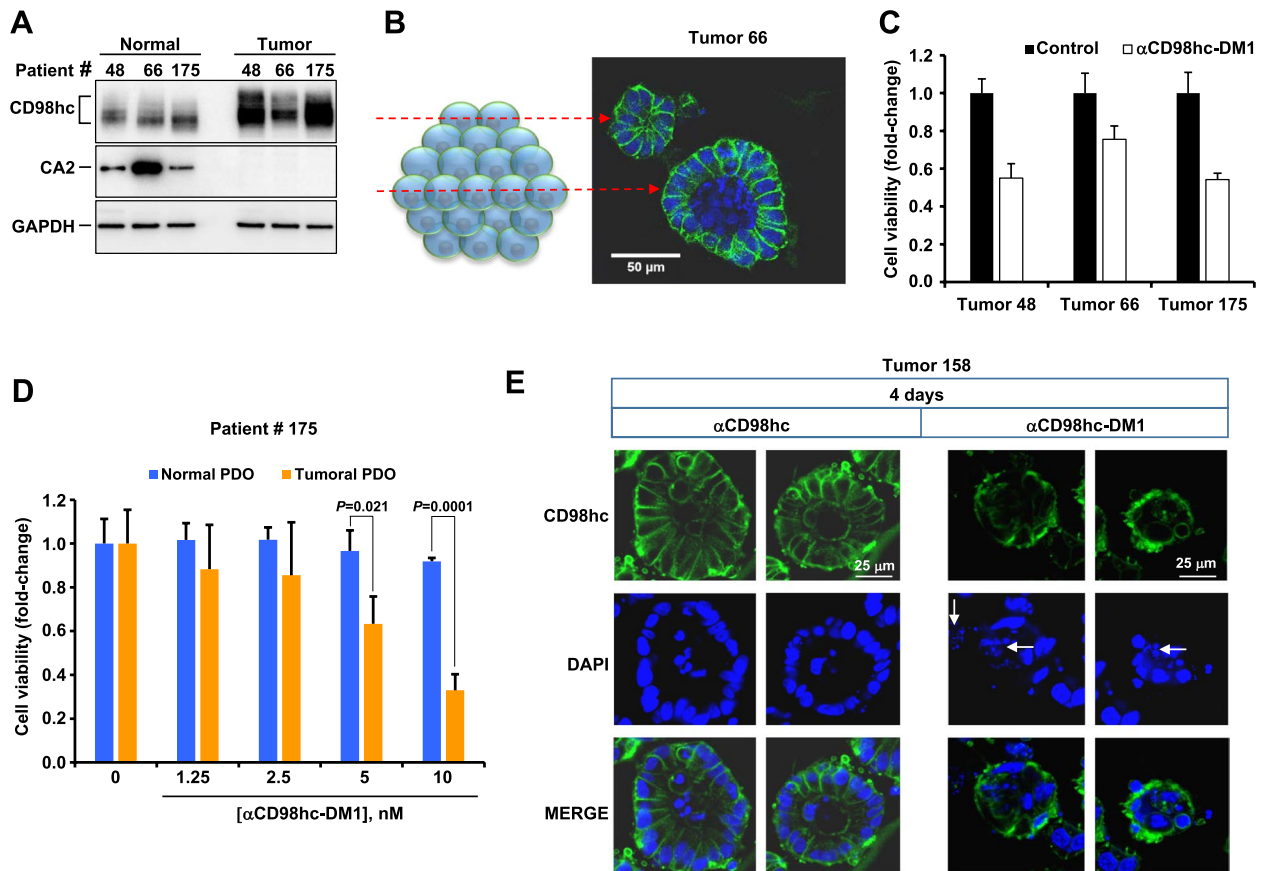 A
Normal Tumor
Patient # 48 66 175 48 66 175
CD98hc
CA2
GAPDH
B
Tumor 66
50 µm
C
Control αCD98hc-DM1
Cell viability (fold-change)
1.2
1.0
0.8
0.6
0.4
0.2
0.0
Tumor 48 Tumor 66 Tumor 175
D
Patient # 175
Normal PDO Tumoral PDO
Cell viability (fold-change)
1.2
1.0
0.8
0.6
0.4
0.2
0.0
P=0.021 P=0.0001
0 1.25 2.5 5 10
[αCD98hc-DM1], nM
E
Tumor 158
4 days
αCD98hc αCD98hc-DM1
CD98hc
25 µm 25 µm
DAPI
MERGE